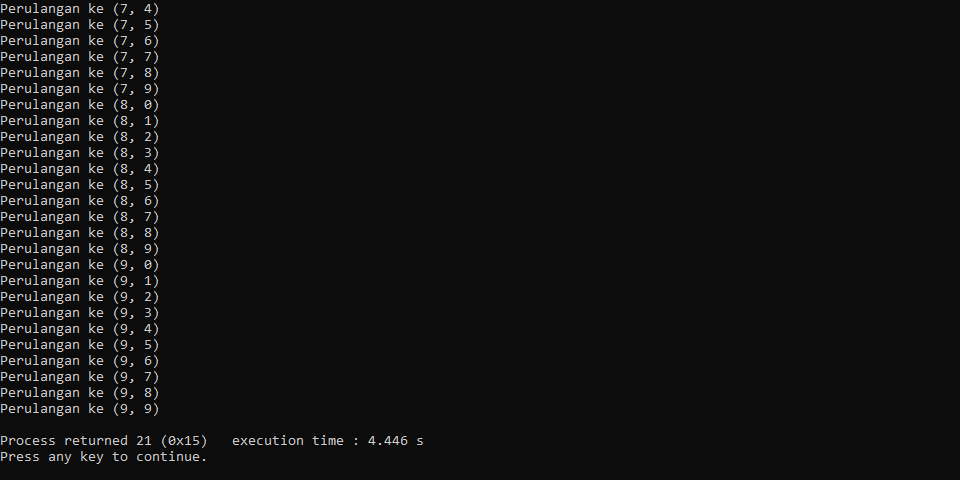 Perulangan ke (7, 4)
Perulangan ke (7, 5)
Perulangan ke (7, 6)
Perulangan ke (7, 7)
Perulangan ke (7, 8)
Perulangan ke (7, 9)
Perulangan ke (8, 0)
Perulangan ke (8, 1)
Perulangan ke (8, 2)
Perulangan ke (8, 3)
Perulangan ke (8, 4)
Perulangan ke (8, 5)
Perulangan ke (8, 6)
Perulangan ke (8, 7)
Perulangan ke (8, 8)
Perulangan ke (8, 9)
Perulangan ke (9, 0)
Perulangan ke (9, 1)
Perulangan ke (9, 2)
Perulangan ke (9, 3)
Perulangan ke (9, 4)
Perulangan ke (9, 5)
Perulangan ke (9, 6)
Perulangan ke (9, 7)
Perulangan ke (9, 8)
Perulangan ke (9, 9)
Process returned 21 (0x15)   execution time : 4.446 s
Press any key to continue.